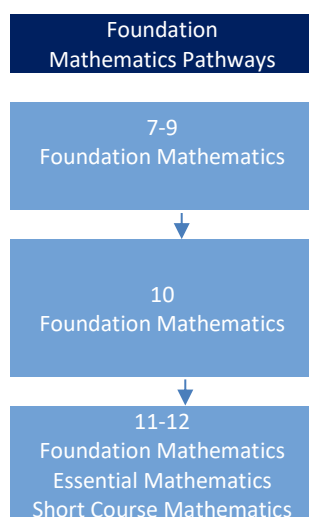 Foundation
Mathematics Pathways
7-9
Foundation Mathematics
10
Foundation Mathematics
11-12
Foundation Mathematics
Essential Mathematics
Short Course Mathematics